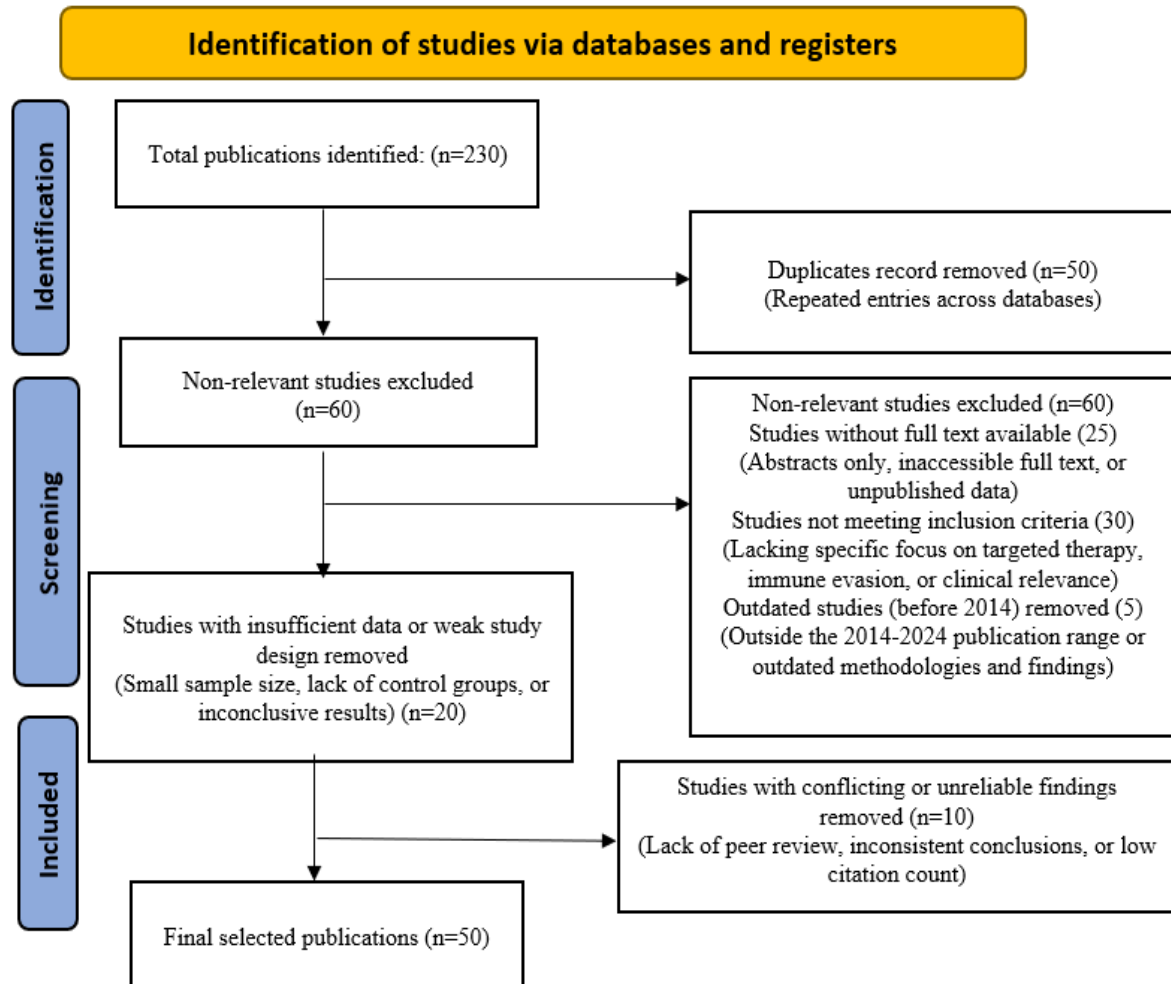 Identification of studies via databases and registers
Identification
Total publications identified: (n=230)
Duplicates record removed (n=50)
(Repeated entries across databases)
Non-relevant studies excluded
(n=60)
Screening
Non-relevant studies excluded (n=60)
Studies without full text available (25)
(Abstracts only, inaccessible full text, or
unpublished data)
Studies not meeting inclusion criteria (30)
(Lacking specific focus on targeted therapy,
immune evasion, or clinical relevance)
Outdated studies (before 2014) removed (5)
(Outside the 2014-2024 publication range or
outdated methodologies and findings)
Studies with insufficient data or weak study
design removed
(Small sample size, lack of control groups, or
inconclusive results) (n=20)
Included
Studies with conflicting or unreliable findings
removed (n=10)
(Lack of peer review, inconsistent conclusions, or low
citation count)
Final selected publications (n=50)